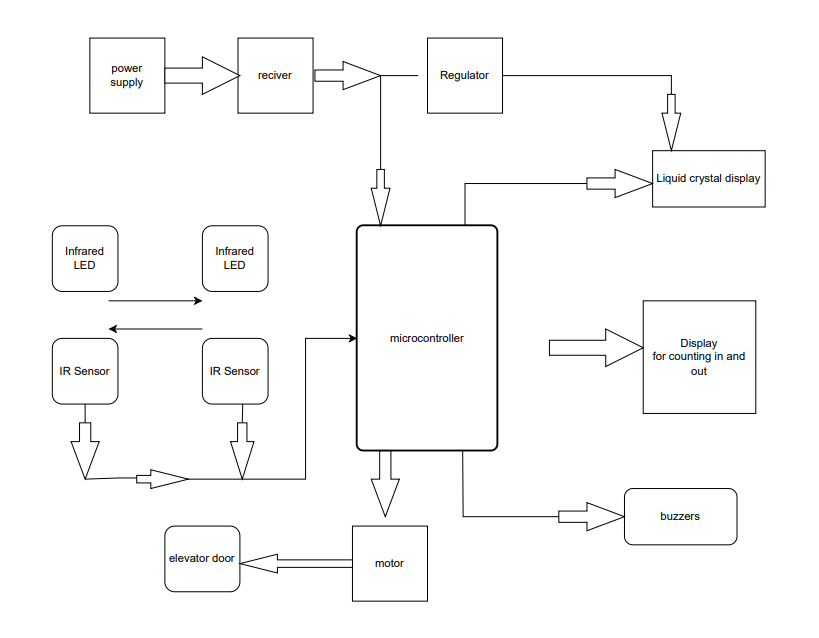 power
supply
reciver
Regulator
Liquid crystal display
Infrared
LED
Infrared
LED
microcontroller
Display
for counting in and
out
IR Sensor
IR Sensor
buzzers
elevator door
motor